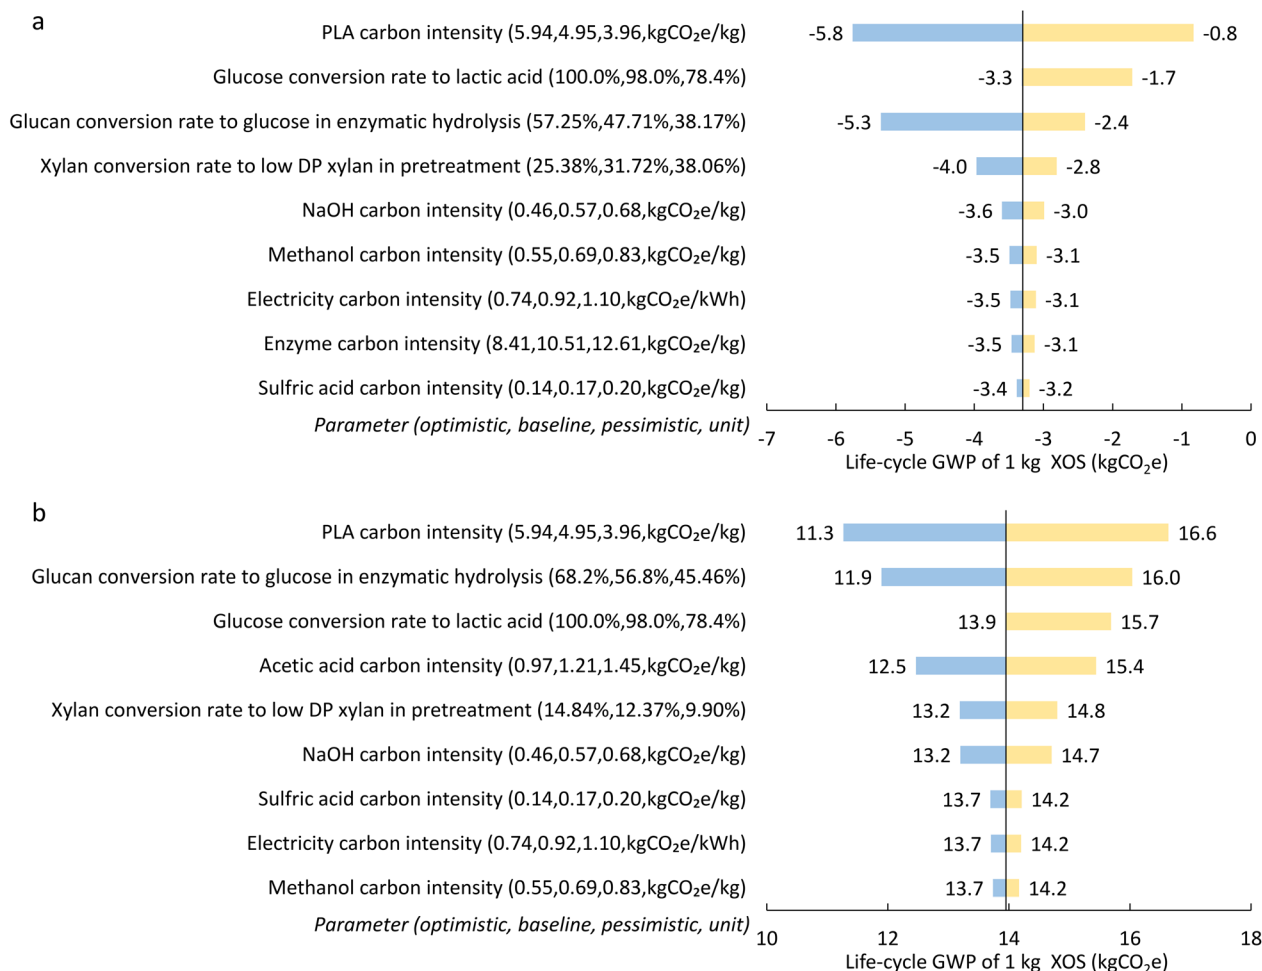 a
PLA carbon intensity (5.94,4.95,3.96,kgCO₂e/kg) -5.8 -0.8
Glucose conversion rate to lactic acid (100.0%,98.0%,78.4%) -3.3 -1.7
Glucan conversion rate to glucose in enzymatic hydrolysis (57.25%,47.71%,38.17%) -5.3 -2.4
Xylan conversion rate to low DP xylan in pretreatment (25.38%,31.72%,38.06%) -4.0 -2.8
NaOH carbon intensity (0.46,0.57,0.68,kgCO₂e/kg) -3.6 -3.0
Methanol carbon intensity (0.55,0.69,0.83,kgCO₂e/kg) -3.5 -3.1
Electricity carbon intensity (0.74,0.92,1.10,kgCO₂e/kWh) -3.5 -3.1
Enzyme carbon intensity (8.41,10.51,12.61,kgCO₂e/kg) -3.5 -3.1
Sulfric acid carbon intensity (0.14,0.17,0.20,kgCO₂e/kg) -3.4 -3.2
Parameter (optimistic, baseline, pessimistic, unit)
-7 -6 -5 -4 -3 -2 -1 0
Life-cycle GWP of 1 kg XOS (kgCO₂e)
b
PLA carbon intensity (5.94,4.95,3.96,kgCO₂e/kg) 11.3 16.6
Glucan conversion rate to glucose in enzymatic hydrolysis (68.2%,56.8%,45.46%) 11.9 16.0
Glucose conversion rate to lactic acid (100.0%,98.0%,78.4%) 13.9 15.7
Acetic acid carbon intensity (0.97,1.21,1.45,kgCO₂e/kg) 12.5 15.4
Xylan conversion rate to low DP xylan in pretreatment (14.84%,12.37%,9.90%) 13.2 14.8
NaOH carbon intensity (0.46,0.57,0.68,kgCO₂e/kg) 13.2 14.7
Sulfric acid carbon intensity (0.14,0.17,0.20,kgCO₂e/kg) 13.7 14.2
Electricity carbon intensity (0.74,0.92,1.10,kgCO₂e/kWh) 13.7 14.2
Methanol carbon intensity (0.55,0.69,0.83,kgCO₂e/kg) 13.7 14.2
Parameter (optimistic, baseline, pessimistic, unit)
10 12 14 16 18
Life-cycle GWP of 1 kg XOS (kgCO₂e)